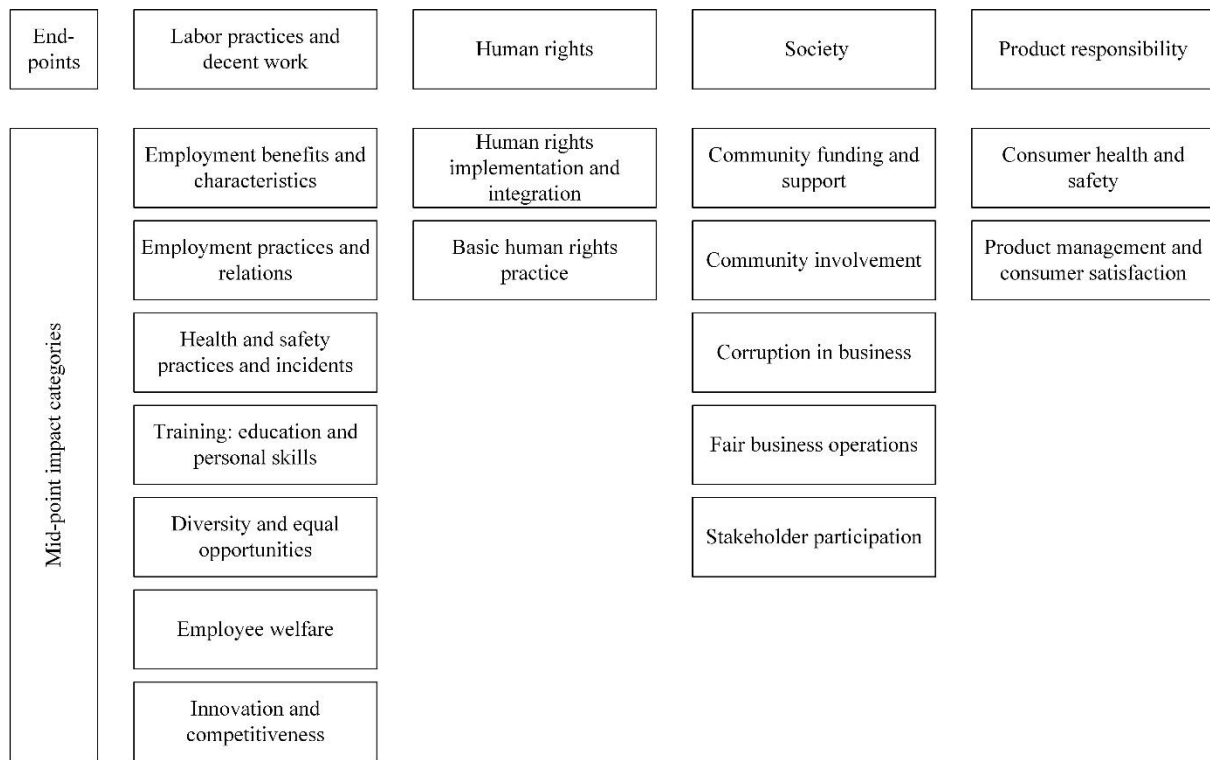 End-
points
Labor practices and
decent work
Human rights
Society
Product responsibility
Mid-point impact categories
Employment benefits and
characteristics
Human rights
implementation and
integration
Community funding and
support
Consumer health and
safety
Employment practices and
relations
Basic human rights
practice
Community involvement
Product management and
consumer satisfaction
Health and safety
practices and incidents
Corruption in business
Training: education and
personal skills
Fair business operations
Diversity and equal
opportunities
Stakeholder participation
Employee welfare
Innovation and
competitiveness